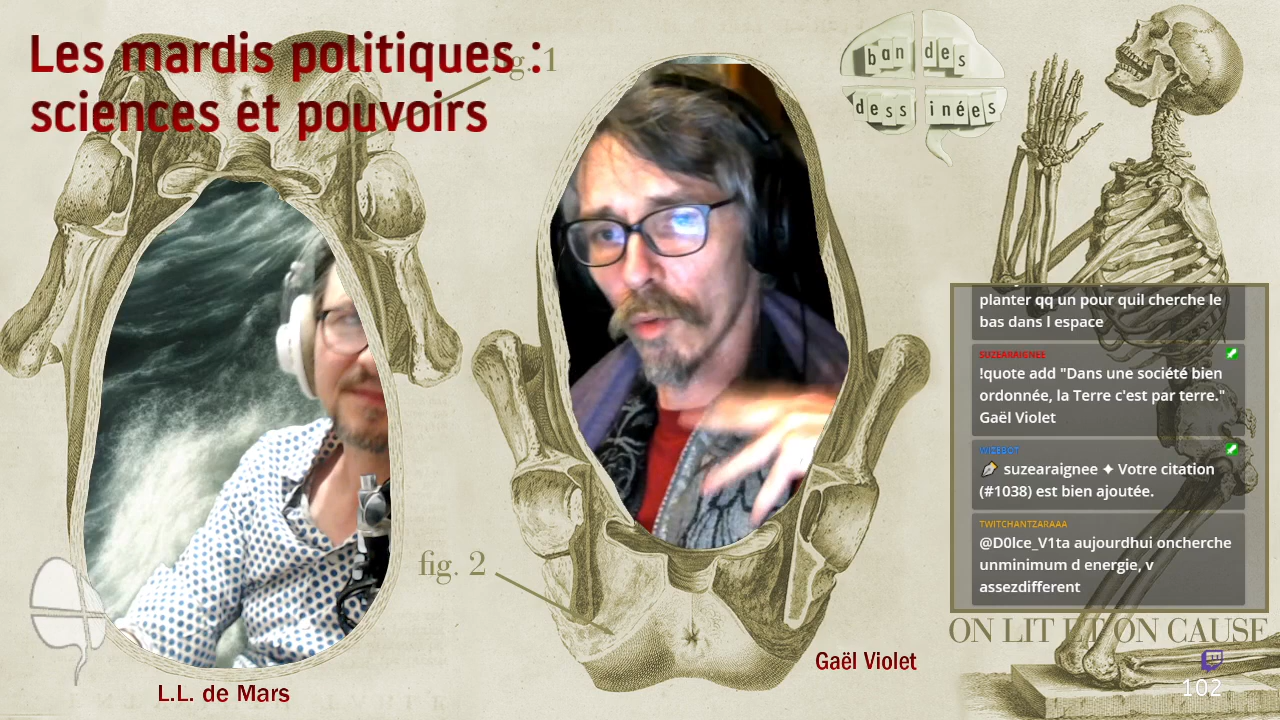 Les mardis politiques :
sciences et pouvoirs
fig. 1
ban des
dessinées
planter qq un pour quil cherche le
bas dans l espace
SUZEARAIGNEE
!quote add "Dans une société bien
ordonnée, la Terre c'est par terre."
Gaël Violet
WIZEBOT
suzearaignee ✦ Votre citation
(#1038) est bien ajoutée.
TWITCHANTZARAAA
@D0lce_V1ta aujourdhui oncherche
unminimum d energie, v
assezdifferent
fig. 2
ON LIT ET ON CAUSE
Gaël Violet
L.L. de Mars
102